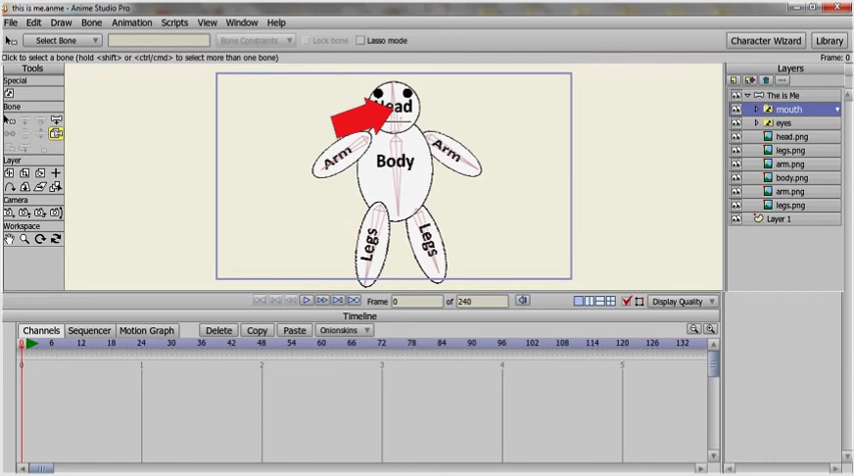 this is me.anme - Anime Studio Pro
File Edit Draw Bone Animation Scripts View Window Help
Select Bone Bone Constraints Lock bone Lasso mode Character Wizard Library
Click to select a bone (hold <shift> or <ctrl/cmd> to select more than one bone) Frame: 0
Tools Layers
Special
Bone
Layer
Camera
Workspace
The is Me
mouth
eyes
head.png
legs.png
arm.png
body.png
arm.png
legs.png
Layer 1
Head
Arm
Arm
Body
Legs
Legs
Frame 0 of 240 Display Quality
Timeline
Channels Sequencer Motion Graph Delete Copy Paste Onionskins
0 6 12 18 24 30 36 42 48 54 60 66 72 78 84 90 96 102 108 114 120 126 132
0 1 2 3 4 5